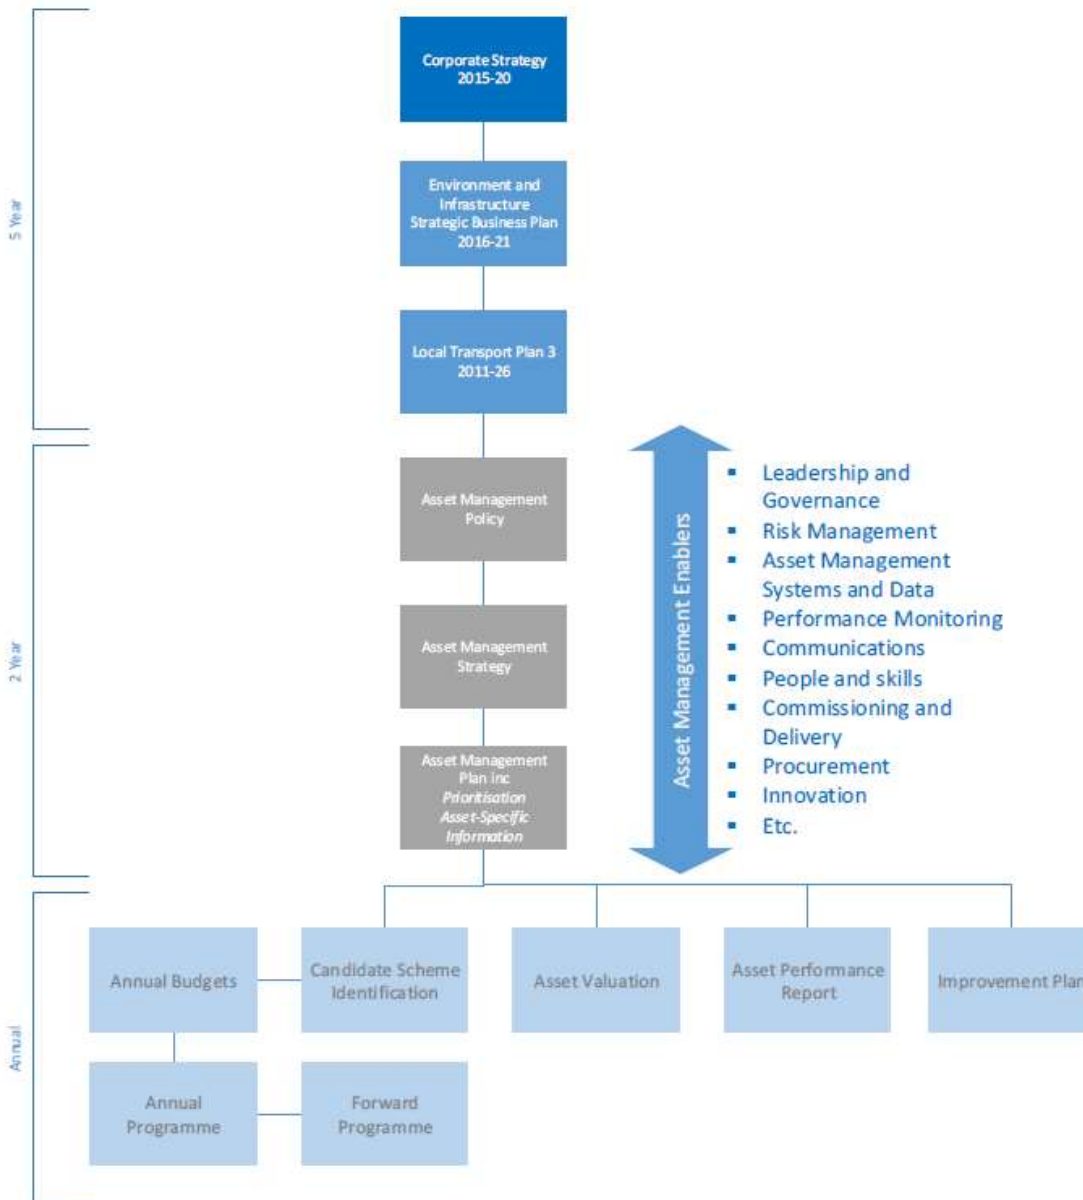 Corporate Strategy
2015-20
Environment and
Infrastructure
Strategic Business Plan
2016-21
Local Transport Plan 3
2011-26
5 Year
Asset Management
Policy
Asset Management
Strategy
Asset Management
Plan inc
Prioritisation
Asset-Specific
Information
2 Year
Asset Management Enablers
▪ Leadership and
Governance
▪ Risk Management
▪ Asset Management
Systems and Data
▪ Performance Monitoring
▪ Communications
▪ People and skills
▪ Commissioning and
Delivery
▪ Procurement
▪ Innovation
▪ Etc.
Annual
Annual Budgets
Candidate Scheme
Identification
Asset Valuation
Asset Performance
Report
Improvement Plan
Annual
Programme
Forward
Programme